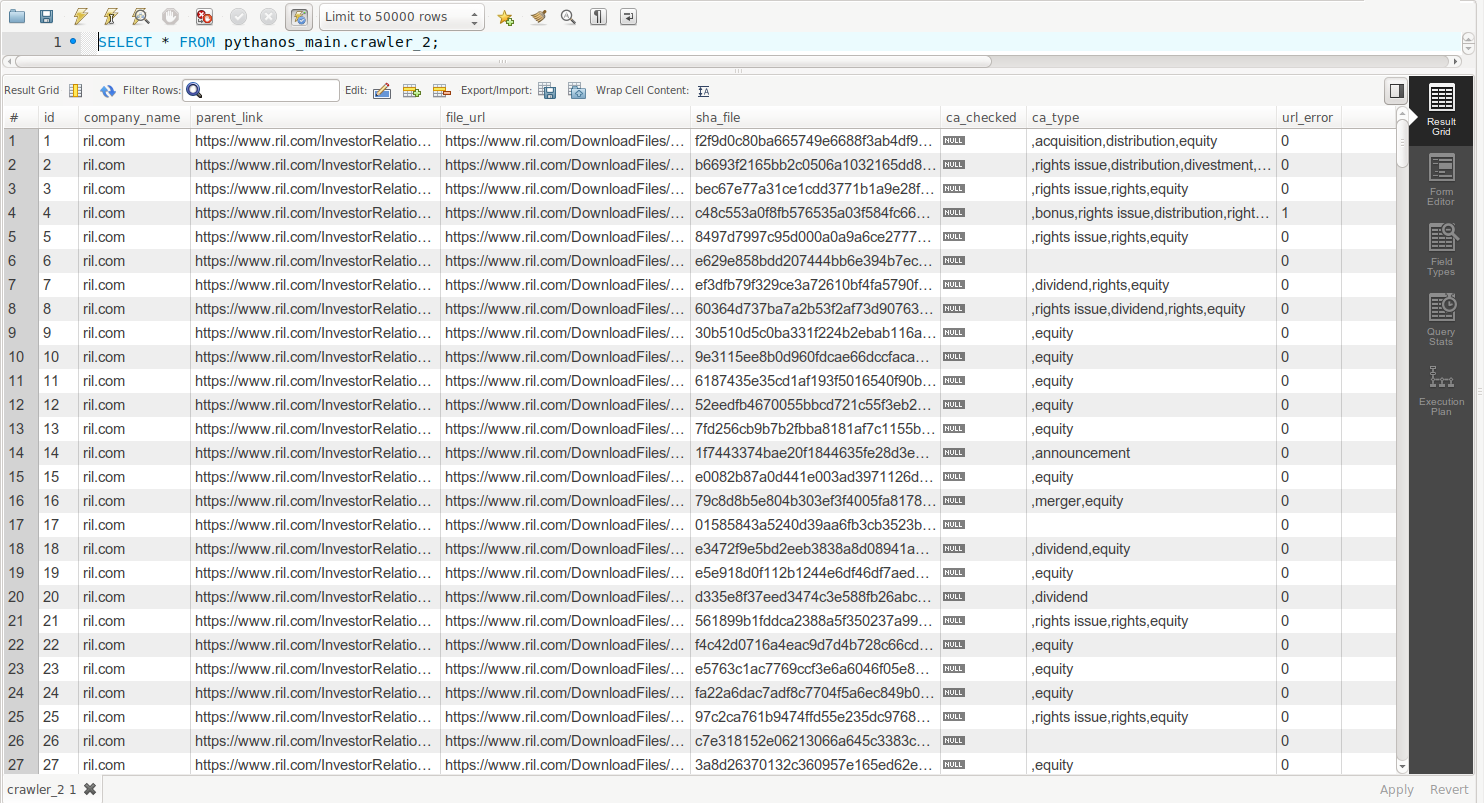 Limit to 50000 rows
1 SELECT * FROM pythanos_main.crawler_2;
Result Grid Filter Rows: Edit: Export/Import: Wrap Cell Content:
# id company_name parent_link file_url sha_file ca_checked ca_type url_error
1 1 ril.com https://www.ril.com/InvestorRelatio... https://www.ril.com/DownloadFiles/... f2f9d0c80ba665749e6688f3ab4df9... NULL ,acquisition,distribution,equity 0
2 2 ril.com https://www.ril.com/InvestorRelatio... https://www.ril.com/DownloadFiles/... b6693f2165bb2c0506a1032165dd8... NULL ,rights issue,distribution,divestment,... 0
3 3 ril.com https://www.ril.com/InvestorRelatio... https://www.ril.com/DownloadFiles/... bec67e77a31ce1cdd3771b1a9e28f... NULL ,rights issue,rights,equity 0
4 4 ril.com https://www.ril.com/InvestorRelatio... https://www.ril.com/DownloadFiles/... c48c553a0f8fb576535a03f584fc66... NULL ,bonus,rights issue,distribution,right... 1
5 5 ril.com https://www.ril.com/InvestorRelatio... https://www.ril.com/DownloadFiles/... 8497d7997c95d000a0a9a6ce2777... NULL ,rights issue,rights,equity 0
6 6 ril.com https://www.ril.com/InvestorRelatio... https://www.ril.com/DownloadFiles/... e629e858bdd207444bb6e394b7ec... NULL 0
7 7 ril.com https://www.ril.com/InvestorRelatio... https://www.ril.com/DownloadFiles/... ef3dfb79f329ce3a72610bf4fa5790f... NULL ,dividend,rights,equity 0
8 8 ril.com https://www.ril.com/InvestorRelatio... https://www.ril.com/DownloadFiles/... 60364d737ba7a2b53f2af73d90763... NULL ,rights issue,dividend,rights,equity 0
9 9 ril.com https://www.ril.com/InvestorRelatio... https://www.ril.com/DownloadFiles/... 30b510d5c0ba331f224b2ebab116a... NULL ,equity 0
10 10 ril.com https://www.ril.com/InvestorRelatio... https://www.ril.com/DownloadFiles/... 9e3115ee8b0d960fdcae66dccfaca... NULL ,equity 0
11 11 ril.com https://www.ril.com/InvestorRelatio... https://www.ril.com/DownloadFiles/... 6187435e35cd1af193f5016540f90b... NULL ,equity 0
12 12 ril.com https://www.ril.com/InvestorRelatio... https://www.ril.com/DownloadFiles/... 52eedfb4670055bbcd721c55f3eb2... NULL ,equity 0
13 13 ril.com https://www.ril.com/InvestorRelatio... https://www.ril.com/DownloadFiles/... 7fd256cb9b7b2fbba8181af7c1155b... NULL ,equity 0
14 14 ril.com https://www.ril.com/InvestorRelatio... https://www.ril.com/DownloadFiles/... 1f7443374bae20f1844635fe28d3e... NULL ,announcement 0
15 15 ril.com https://www.ril.com/InvestorRelatio... https://www.ril.com/DownloadFiles/... e0082b87a0d441e003ad3971126d... NULL ,equity 0
16 16 ril.com https://www.ril.com/InvestorRelatio... https://www.ril.com/DownloadFiles/... 79c8d8b5e804b303ef3f4005fa8178... NULL ,merger,equity 0
17 17 ril.com https://www.ril.com/InvestorRelatio... https://www.ril.com/DownloadFiles/... 01585843a5240d39aa6fb3cb3523b... NULL 0
18 18 ril.com https://www.ril.com/InvestorRelatio... https://www.ril.com/DownloadFiles/... e3472f9e5bd2eeb3838a8d08941a... NULL ,dividend,equity 0
19 19 ril.com https://www.ril.com/InvestorRelatio... https://www.ril.com/DownloadFiles/... e5e918d0f112b1244e6df46df7aed... NULL ,equity 0
20 20 ril.com https://www.ril.com/InvestorRelatio... https://www.ril.com/DownloadFiles/... d335e8f37eed3474c3e588fb26abc... NULL ,dividend 0
21 21 ril.com https://www.ril.com/InvestorRelatio... https://www.ril.com/DownloadFiles/... 561899b1fddca2388a5f350237a99... NULL ,rights issue,rights,equity 0
22 22 ril.com https://www.ril.com/InvestorRelatio... https://www.ril.com/DownloadFiles/... f4c42d0716a4eac9d7d4b728c66cd... NULL ,equity 0
23 23 ril.com https://www.ril.com/InvestorRelatio... https://www.ril.com/DownloadFiles/... e5763c1ac7769ccf3e6a6046f05e8... NULL ,equity 0
24 24 ril.com https://www.ril.com/InvestorRelatio... https://www.ril.com/DownloadFiles/... fa22a6dac7adf8c7704f5a6ec849b0... NULL ,equity 0
25 25 ril.com https://www.ril.com/InvestorRelatio... https://www.ril.com/DownloadFiles/... 97c2ca761b9474ffd55e235dc9768... NULL ,rights issue,rights,equity 0
26 26 ril.com https://www.ril.com/InvestorRelatio... https://www.ril.com/DownloadFiles/... c7e318152e06213066a645c3383c... NULL 0
27 27 ril.com https://www.ril.com/InvestorRelatio... https://www.ril.com/DownloadFiles/... 3a8d26370132c360957e165ed62e... NULL ,equity 0
Result
Grid
Form
Editor
Field
Types
Query
Stats
Execution
Plan
crawler_2 1 Apply Revert